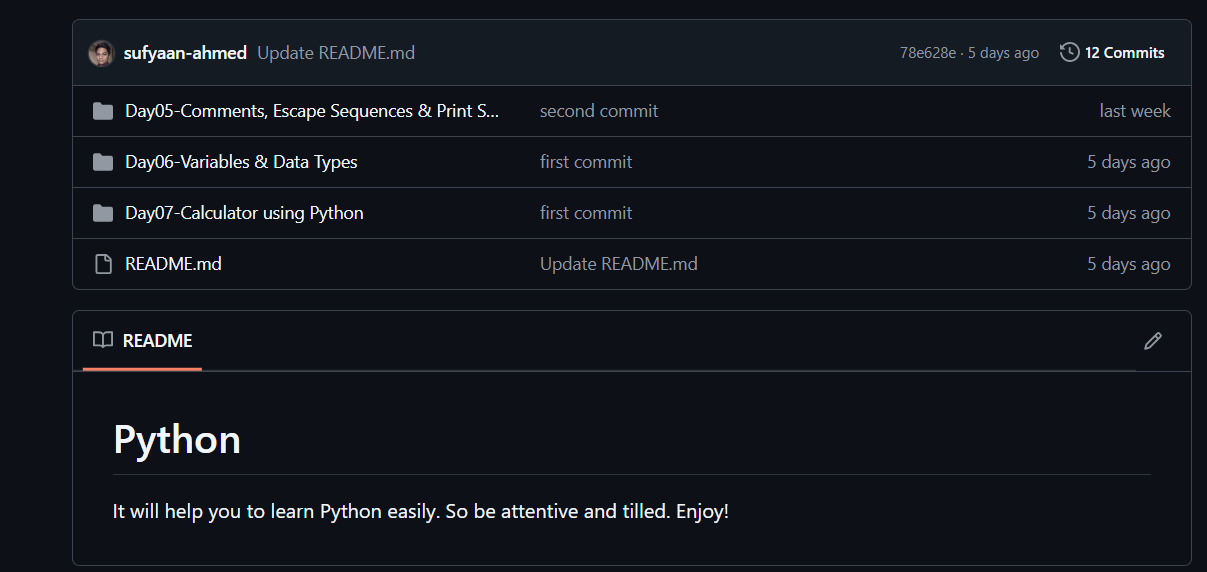 sufyaan-ahmed Update README.md 78e628e · 5 days ago 12 Commits
Day05-Comments, Escape Sequences & Print S... second commit last week
Day06-Variables & Data Types first commit 5 days ago
Day07-Calculator using Python first commit 5 days ago
README.md Update README.md 5 days ago
README
Python
It will help you to learn Python easily. So be attentive and tilled. Enjoy!